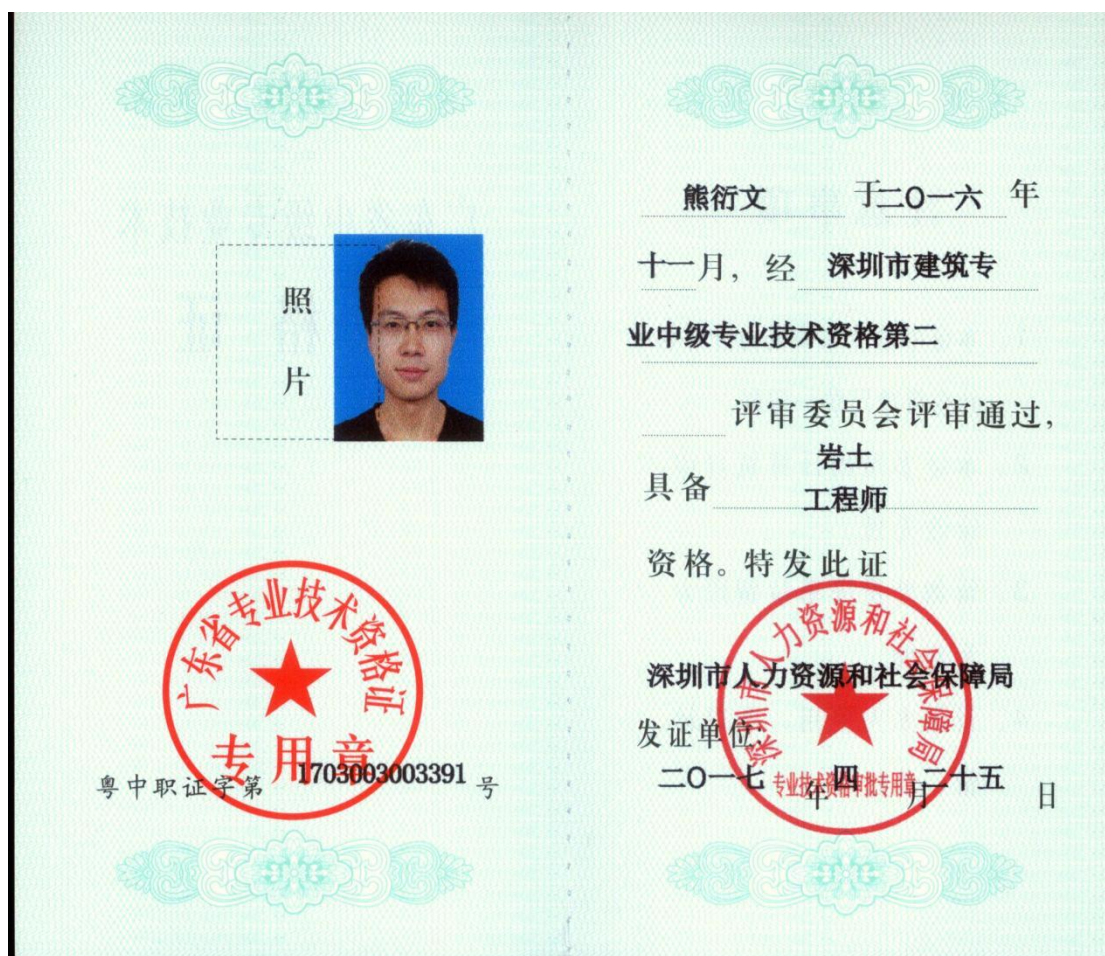 照
片
广东省专业技术资格证
专用章
粤中职证字第 1703003003391 号
熊衍文 于二〇一六 年
十一月, 经 深圳市建筑专
业中级专业技术资格第二
评审委员会评审通过,
岩土
具备 工程师
资格。特发此证
深圳市人力资源和社会保障局
发证单位:
二〇一七 年 四 月 二十五 日
深圳市人力资源和社会保障局
专业技术资格审批专用章